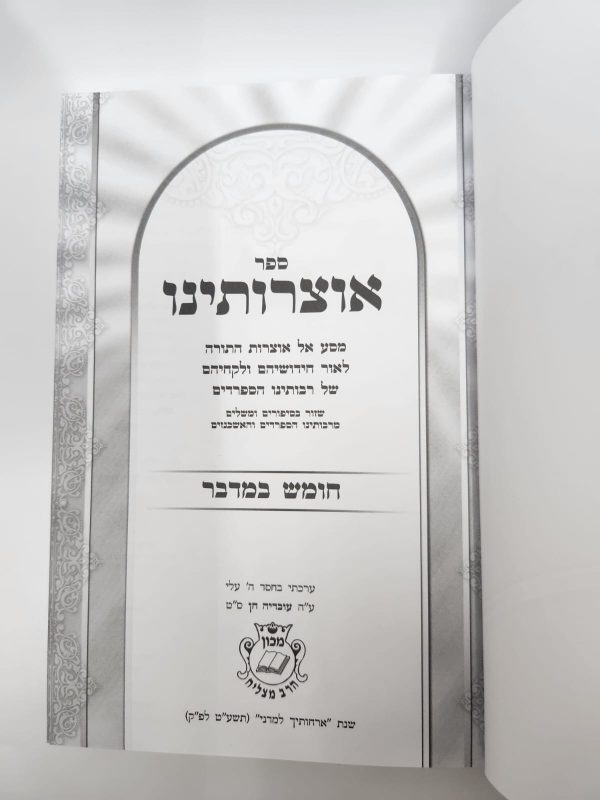 ספר
אוצרותינו
מסע אל אוצרות התורה
לאור חידושיהם ולקחיהם
של רבותינו הספרדים
שזור בסיפורים ומשלים
מרבותינו הספרדים והאשכנזים
חומש במדבר
ערכתי בחסד ה' עלי
ע"ה עובדיה חן ס"ט
מכון
הרב מצליח
שנת "ארחותיך למדני" (תשע"ט לפ"ק)